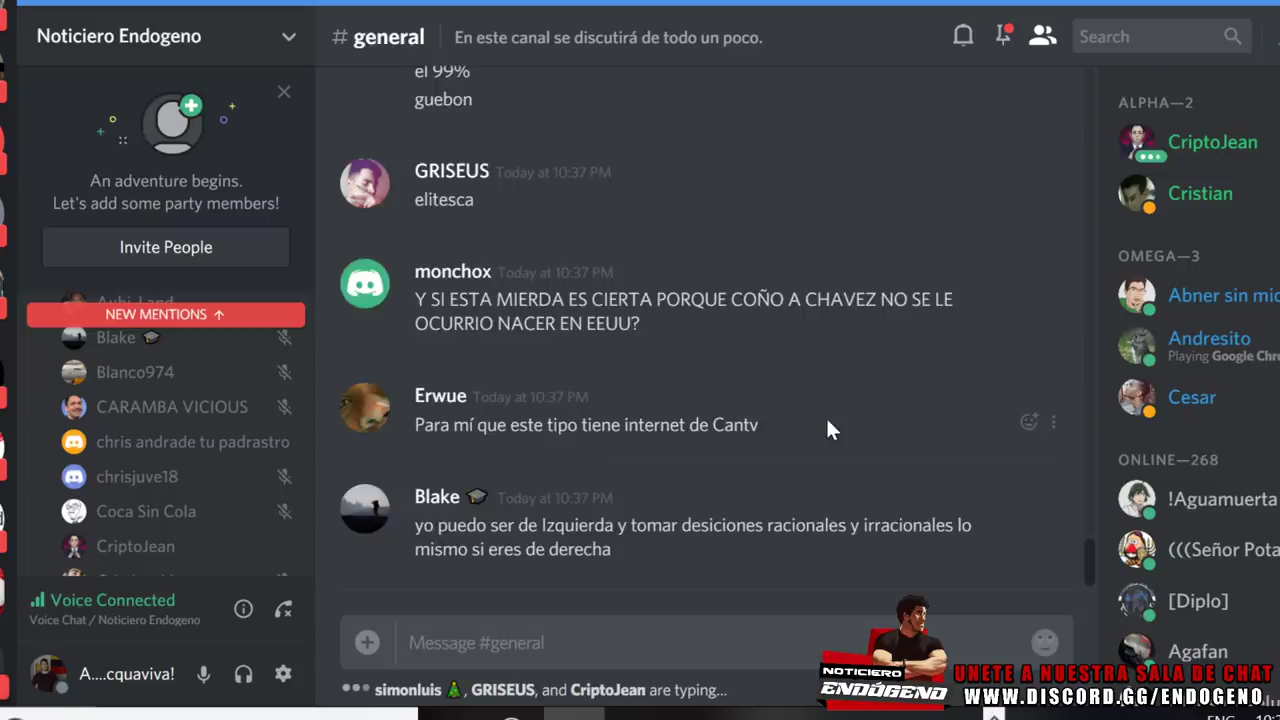 Noticiero Endogeno
# general
En este canal se discutirá de todo un poco.
Search
An adventure begins.
Let's add some party members!
Invite People
NEW MENTIONS ↑
Blake
Blanco974
CARAMBA VICIOUS
chris andrade tu padrastro
chrisjuve18
Coca Sin Cola
CriptoJean
Voice Connected
Voice Chat / Noticiero Endogeno
A....cquaviva!
el 99%
guebon
GRISEUS Today at 10:37 PM
elitesca
monchox Today at 10:37 PM
Y SI ESTA MIERDA ES CIERTA PORQUE COÑO A CHAVEZ NO SE LE
OCURRIO NACER EN EEUU?
Erwue Today at 10:37 PM
Para mí que este tipo tiene internet de Cantv
Blake Today at 10:37 PM
yo puedo ser de Izquierda y tomar desiciones racionales y irracionales lo
mismo si eres de derecha
Message #general
simonluis, GRISEUS, and CriptoJean are typing...
ALPHA—2
CriptoJean
Cristian
OMEGA—3
Abner sin mic
Andresito
Playing Google Chr
Cesar
ONLINE—268
!Aguamuerta
(((Señor Pota
[Diplo]
Agafan
NOTICIERO
ENDÓGENO
UNETE A NUESTRA SALA DE CHAT
WWW.DISCORD.GG/ENDOGENO
ENG